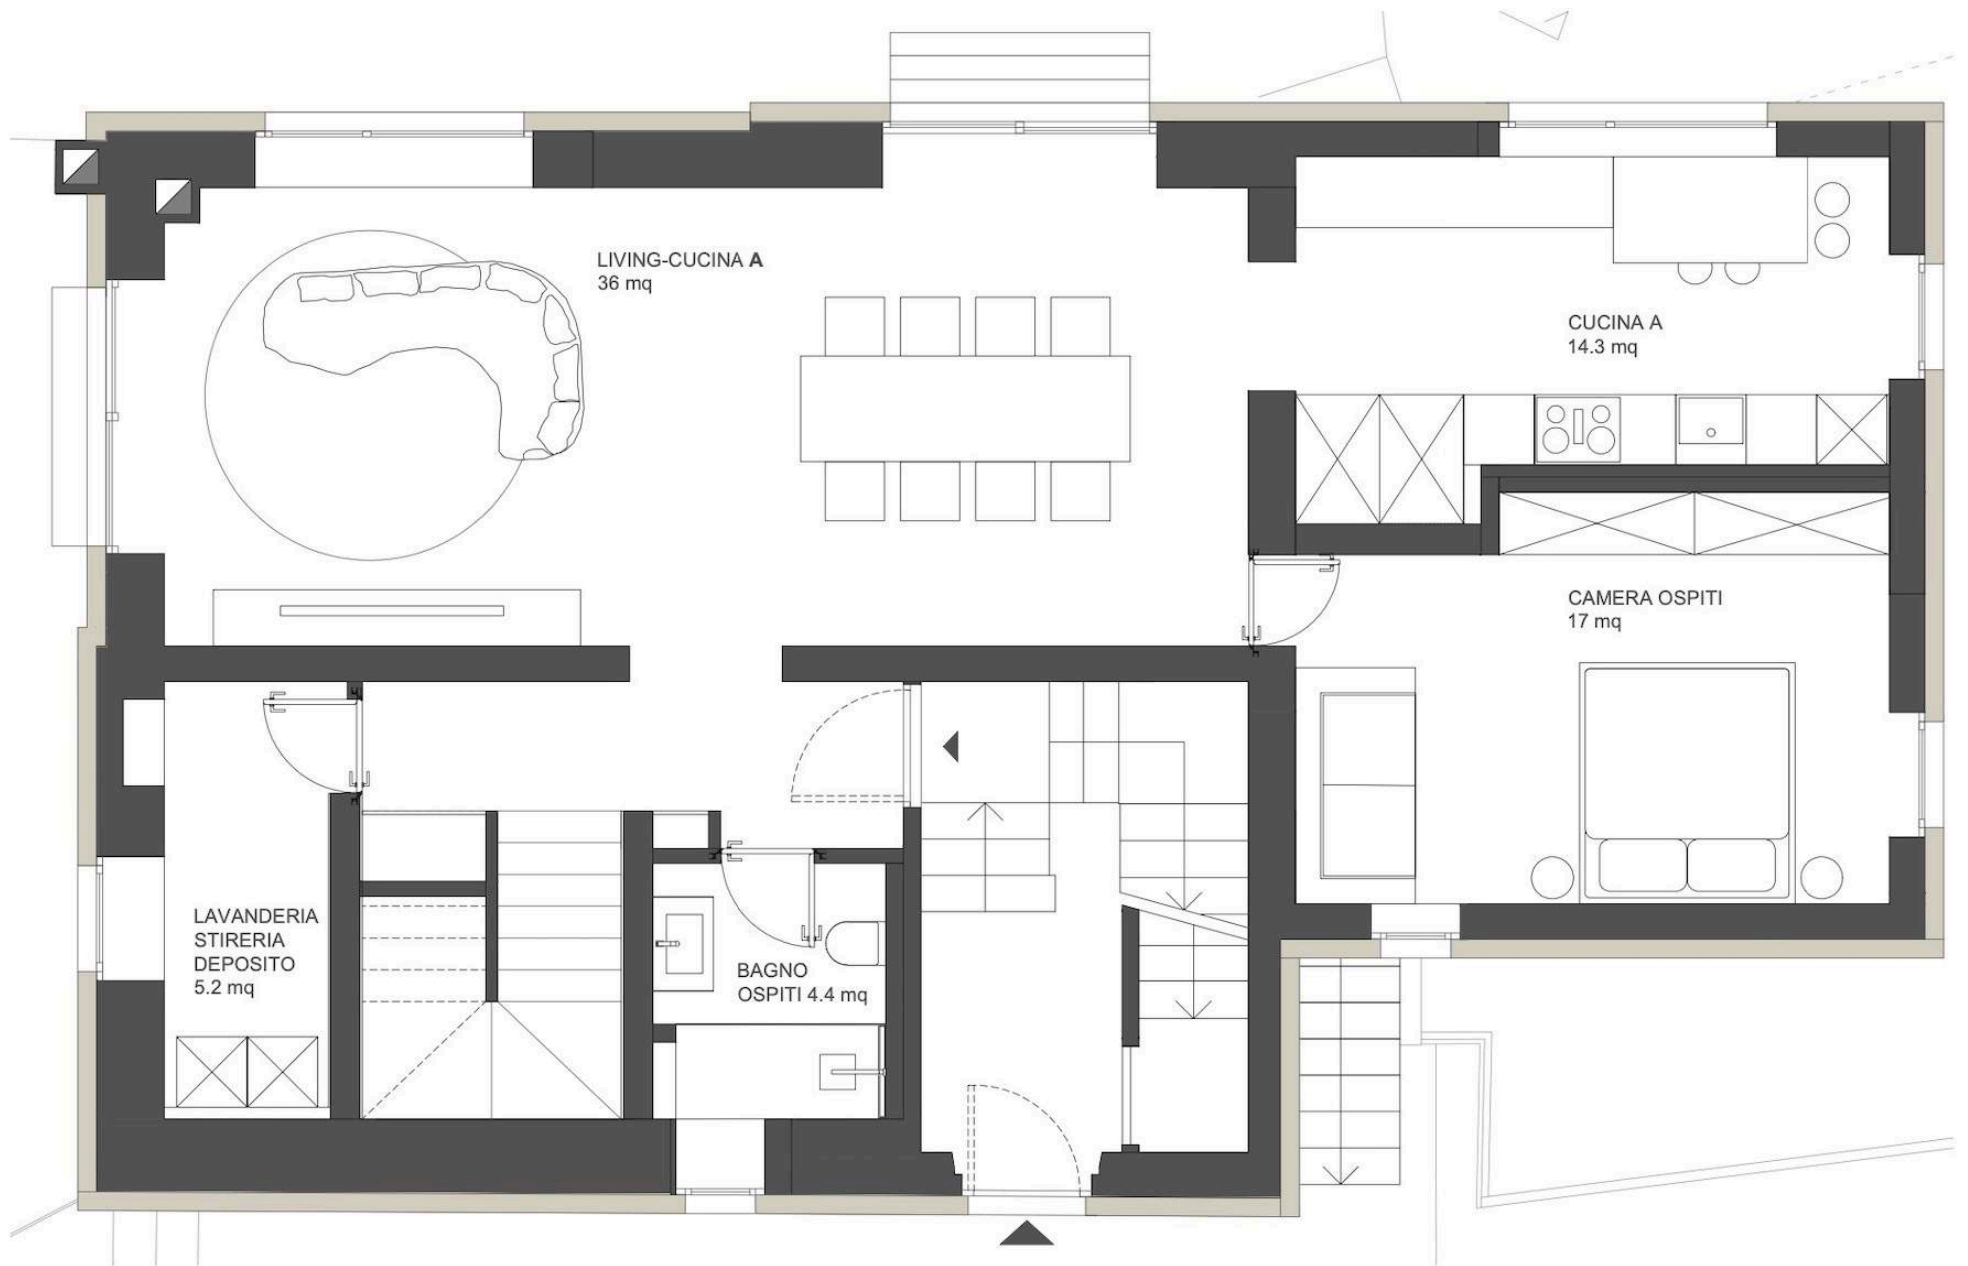 LIVING-CUCINA A
36 mq
CUCINA A
14.3 mq
CAMERA OSPITI
17 mq
LAVANDERIA
STIRERIA
DEPOSITO
5.2 mq
BAGNO
OSPITI 4.4 mq